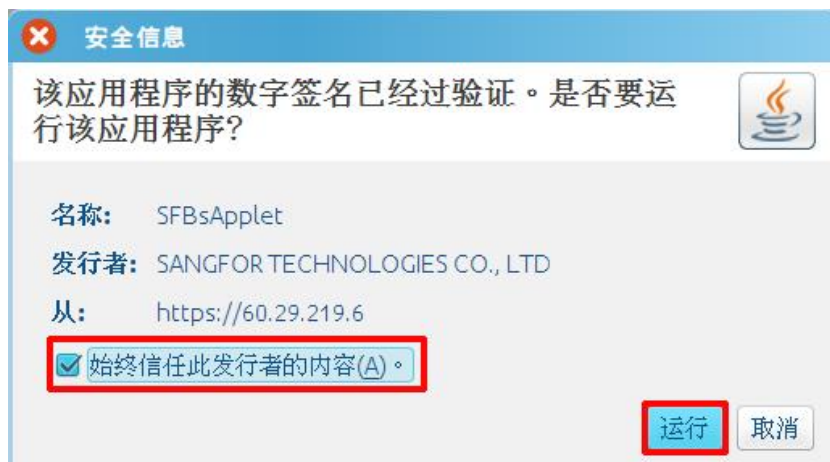 安全信息
该应用程序的数字签名已经过验证。是否要运
行该应用程序?
名称: SFBsApplet
发行者: SANGFOR TECHNOLOGIES CO., LTD
从: https://60.29.219.6
始终信任此发行者的内容(A)。
运行 取消